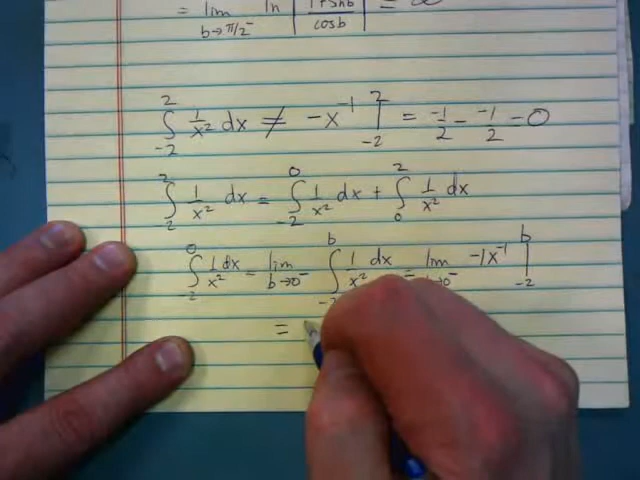 = lim b→π/2⁻ ln |1+sinb / cosb| = ∞
∫₋₂² 1/x² dx ≠ -x⁻¹ |₋₂² = -1/2 - -1/2 - 0
∫₂² 1/x² dx = ∫₋₂⁰ 1/x² dx + ∫₀² 1/x² dx
∫₋₂⁰ 1/x² dx = lim b→0⁻ ∫₋₂ᵇ 1/x² dx = lim b→0⁻ -1x⁻¹ |₋₂ᵇ
=